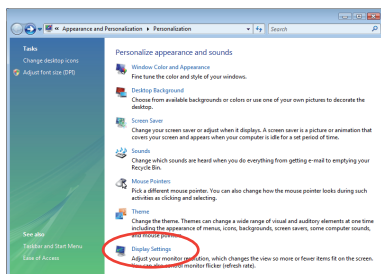 « Appearance and Personalization ▸ Personalization
Search
Tasks
Change desktop icons
Adjust font size (DPI)
Personalize appearance and sounds
Window Color and Appearance
Fine tune the color and style of your windows.
Desktop Background
Choose from available backgrounds or colors or use one of your own pictures to decorate the
desktop.
Screen Saver
Change your screen saver or adjust when it displays. A screen saver is a picture or animation that
covers your screen and appears when your computer is idle for a set period of time.
Sounds
Change which sounds are heard when you do everything from getting e-mail to emptying your
Recycle Bin.
Mouse Pointers
Pick a different mouse pointer. You can also change how the mouse pointer looks during such
activities as clicking and selecting.
Theme
Change the theme. Themes can change a wide range of visual and auditory elements at one time
including the appearance of menus, icons, backgrounds, screen savers, some computer sounds,
and mouse pointers.
Display Settings
Adjust your monitor resolution, which changes the view so more or fewer items fit on the screen.
You can also control monitor flicker (refresh rate).
See also
Taskbar and Start Menu
Ease of Access